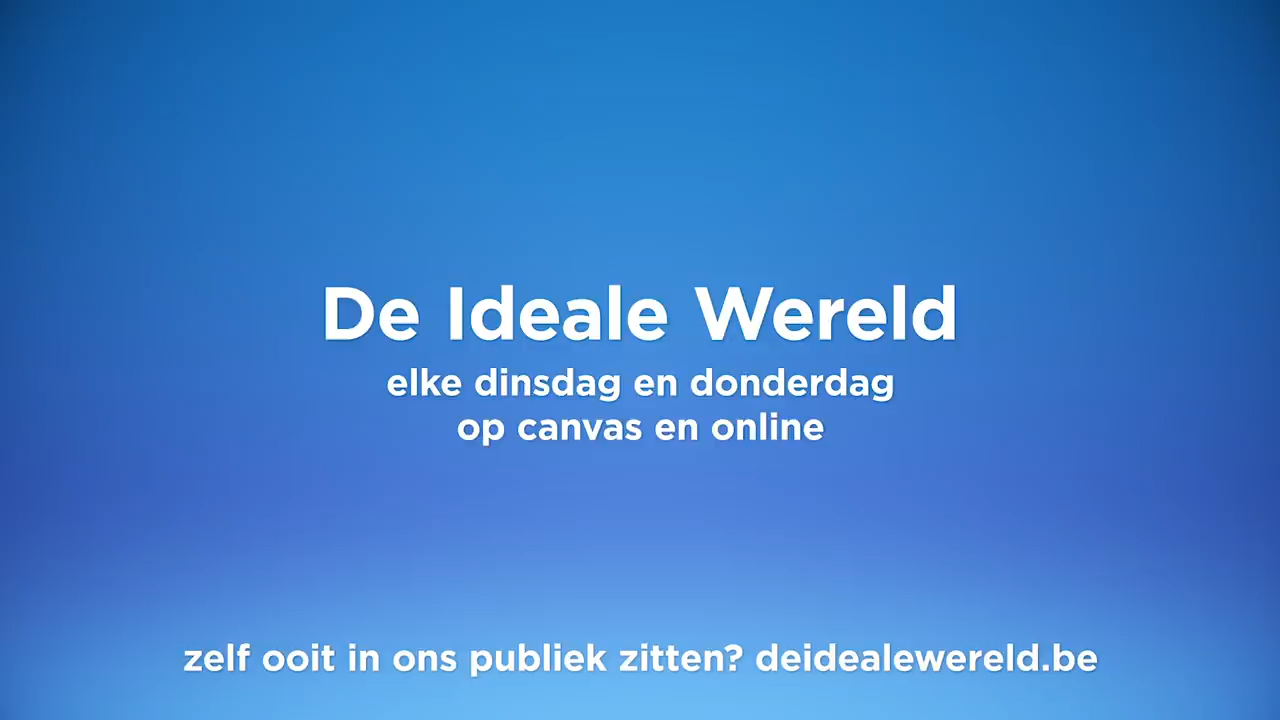 De Ideale Wereld
elke dinsdag en donderdag
op canvas en online
zelf ooit in ons publiek zitten? deidealewereld.be